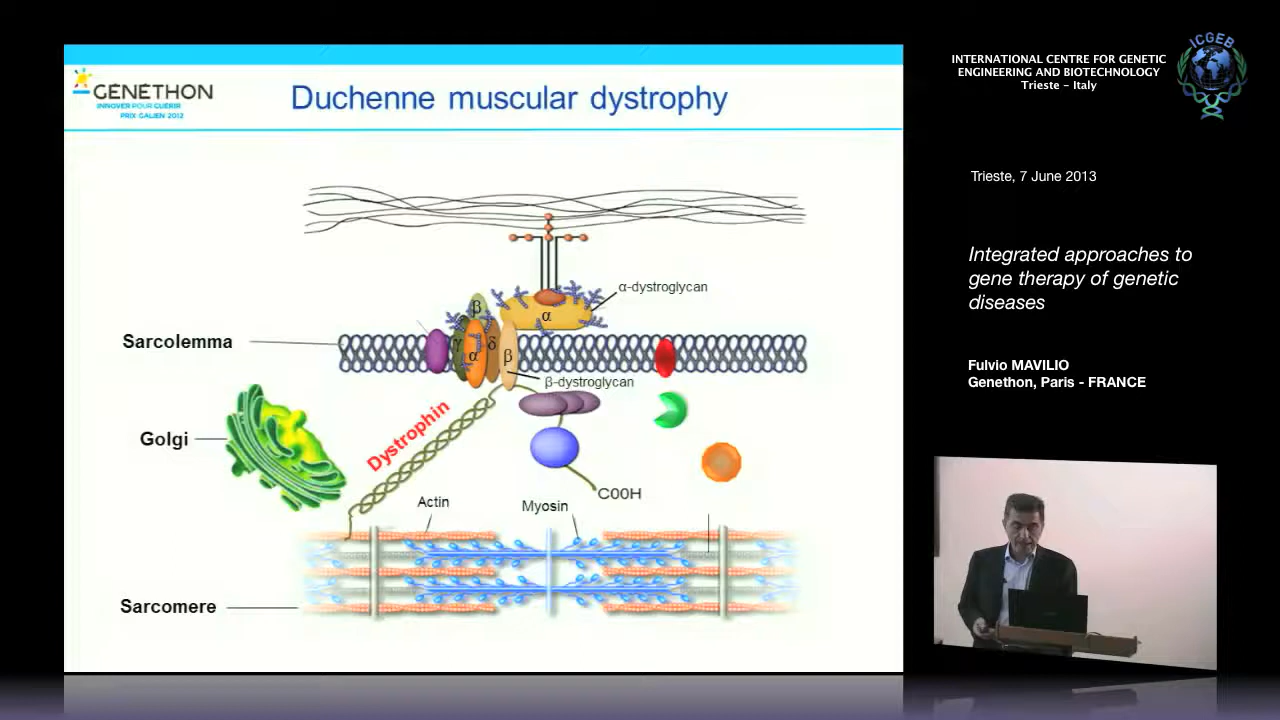 GENETHON
INNOVER POUR GUÉRIR
PRIX GALIEN 2012
Duchenne muscular dystrophy
α-dystroglycan
β
α
Sarcolemma
γ
α
δ
β
β-dystroglycan
Dystrophin
Golgi
COOH
Actin
Myosin
Sarcomere
INTERNATIONAL CENTRE FOR GENETIC
ENGINEERING AND BIOTECHNOLOGY
Trieste - Italy
ICGEB
Trieste, 7 June 2013
Integrated approaches to
gene therapy of genetic
diseases
Fulvio MAVILIO
Genethon, Paris - FRANCE